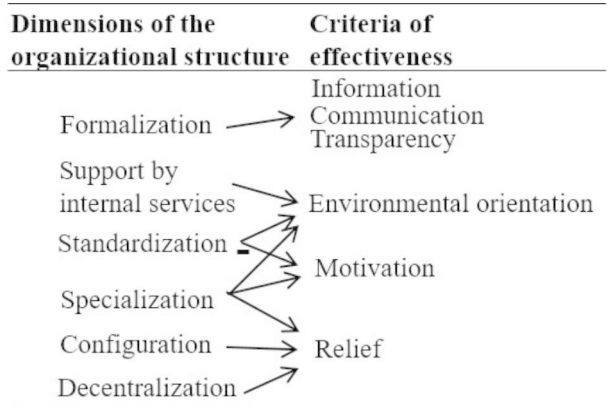 Dimensions of the
organizational structure
Criteria of
effectiveness
Formalization
Information
Communication
Transparency
Support by
internal services
Environmental orientation
Standardization -
Motivation
Specialization
Configuration
Relief
Decentralization